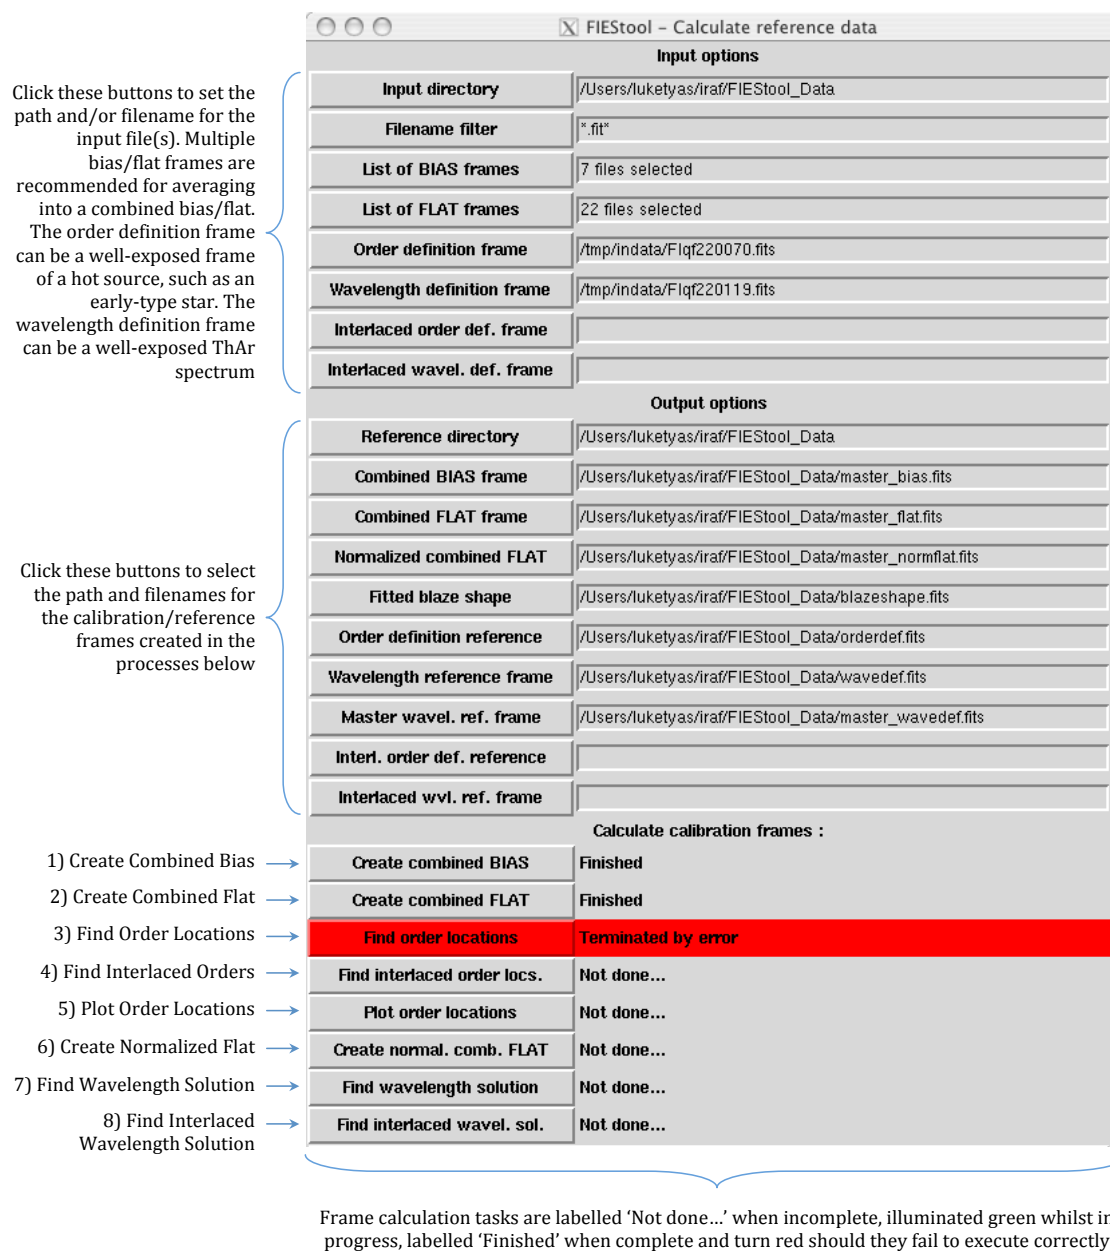 FIEStool – Calculate reference data
Input options
Click these buttons to set the
path and/or filename for the
input file(s). Multiple
bias/flat frames are
recommended for averaging
into a combined bias/flat.
The order definition frame
can be a well-exposed frame
of a hot source, such as an
early-type star. The
wavelength definition frame
can be a well-exposed ThAr
spectrum
Input directory /Users/luketyas/iraf/FIEStool_Data
Filename filter *.fit*
List of BIAS frames 7 files selected
List of FLAT frames 22 files selected
Order definition frame /tmp/indata/FIqf220070.fits
Wavelength definition frame /tmp/indata/FIqf220119.fits
Interlaced order def. frame
Interlaced wavel. def. frame
Output options
Click these buttons to select
the path and filenames for
the calibration/reference
frames created in the
processes below
Reference directory /Users/luketyas/iraf/FIEStool_Data
Combined BIAS frame /Users/luketyas/iraf/FIEStool_Data/master_bias.fits
Combined FLAT frame /Users/luketyas/iraf/FIEStool_Data/master_flat.fits
Normalized combined FLAT /Users/luketyas/iraf/FIEStool_Data/master_normflat.fits
Fitted blaze shape /Users/luketyas/iraf/FIEStool_Data/blazeshape.fits
Order definition reference /Users/luketyas/iraf/FIEStool_Data/orderdef.fits
Wavelength reference frame /Users/luketyas/iraf/FIEStool_Data/wavedef.fits
Master wavel. ref. frame /Users/luketyas/iraf/FIEStool_Data/master_wavedef.fits
Interl. order def. reference
Interlaced wvl. ref. frame
Calculate calibration frames :
1) Create Combined Bias Create combined BIAS Finished
2) Create Combined Flat Create combined FLAT Finished
3) Find Order Locations Find order locations Terminated by error
4) Find Interlaced Orders Find interlaced order locs. Not done...
5) Plot Order Locations Plot order locations Not done...
6) Create Normalized Flat Create normal. comb. FLAT Not done...
7) Find Wavelength Solution Find wavelength solution Not done...
8) Find Interlaced
Wavelength Solution Find interlaced wavel. sol. Not done...
Frame calculation tasks are labelled ‘Not done…’ when incomplete, illuminated green whilst in
progress, labelled ‘Finished’ when complete and turn red should they fail to execute correctly